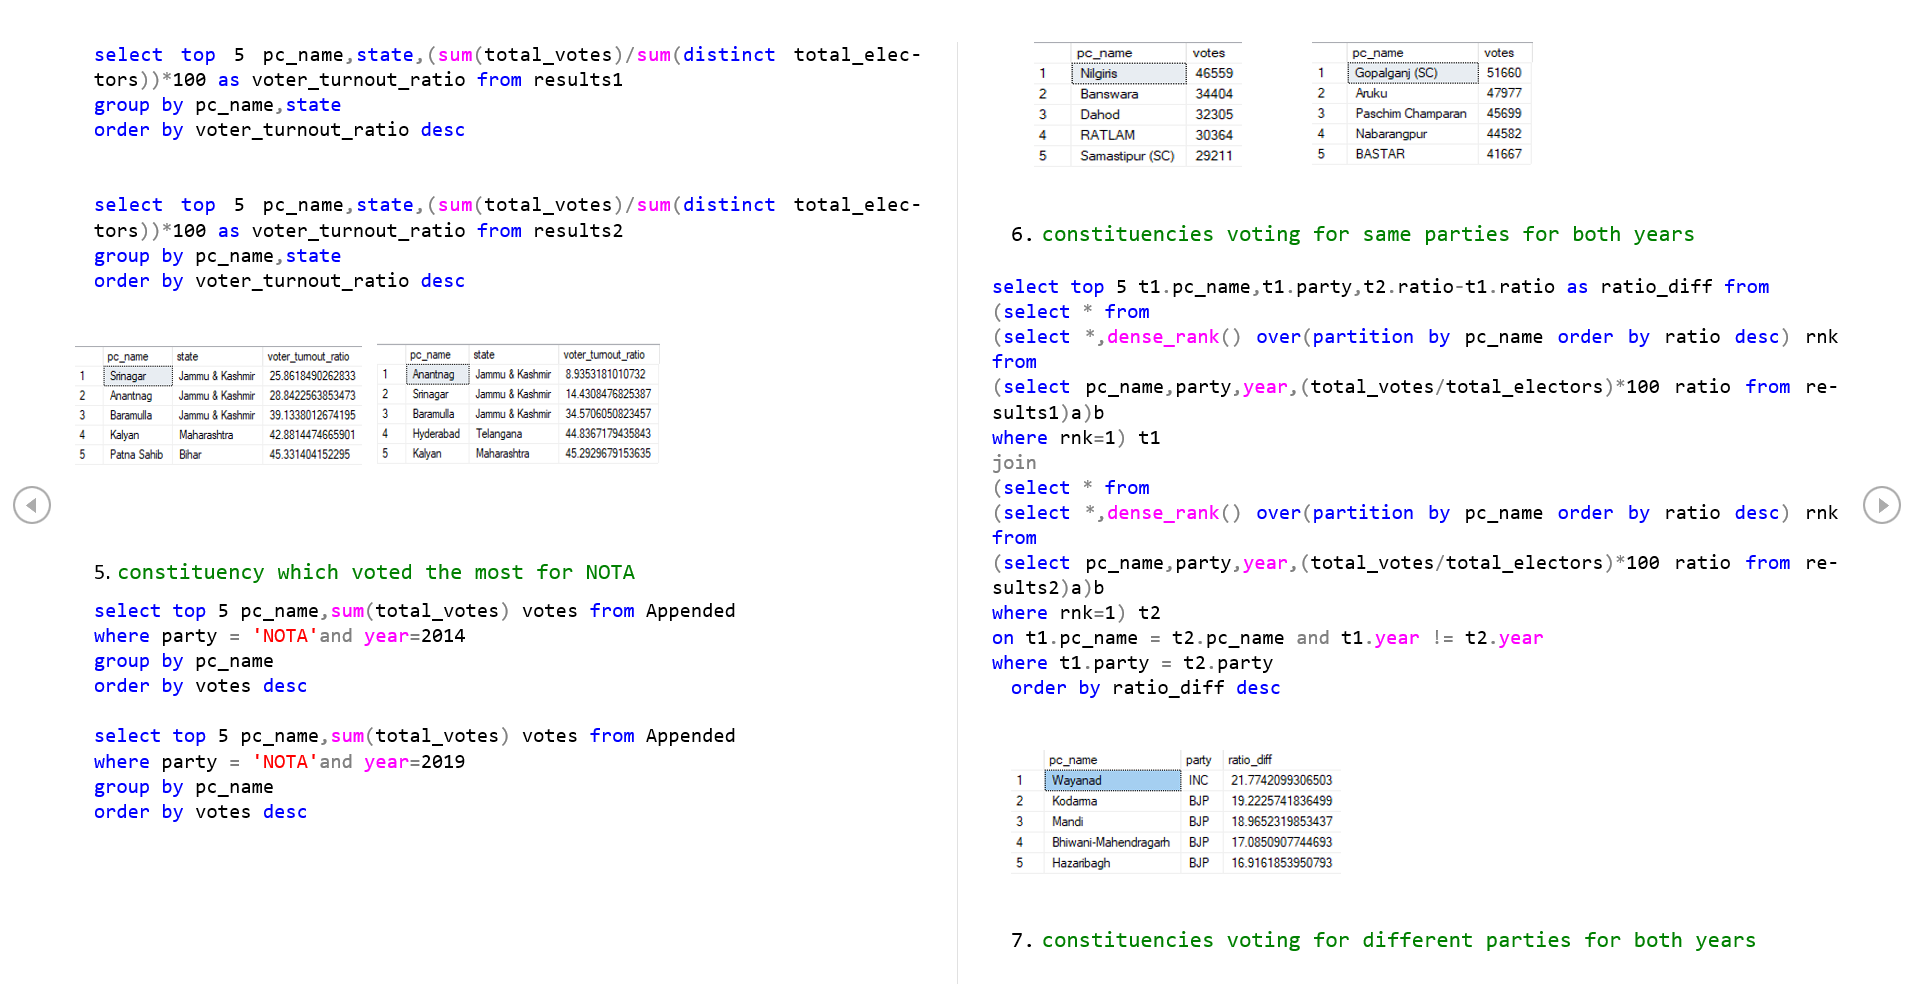 select top 5 pc_name,state,(sum(total_votes)/sum(distinct total_elec-
tors))*100 as voter_turnout_ratio from results1
group by pc_name,state
order by voter_turnout_ratio desc
select top 5 pc_name,state,(sum(total_votes)/sum(distinct total_elec-
tors))*100 as voter_turnout_ratio from results2
group by pc_name,state
order by voter_turnout_ratio desc
pc_name state voter_turnout_ratio
1 Srinagar Jammu & Kashmir 25.8618490262833
2 Anantnag Jammu & Kashmir 28.8422563853473
3 Baramulla Jammu & Kashmir 39.1338012674195
4 Kalyan Maharashtra 42.8814474665901
5 Patna Sahib Bihar 45.331404152295
pc_name state voter_turnout_ratio
1 Anantnag Jammu & Kashmir 8.9353181010732
2 Srinagar Jammu & Kashmir 14.4308476825387
3 Baramulla Jammu & Kashmir 34.5706050823457
4 Hyderabad Telangana 44.8367179435843
5 Kalyan Maharashtra 45.2929679153635
5. constituency which voted the most for NOTA
select top 5 pc_name,sum(total_votes) votes from Appended
where party = 'NOTA'and year=2014
group by pc_name
order by votes desc
select top 5 pc_name,sum(total_votes) votes from Appended
where party = 'NOTA'and year=2019
group by pc_name
order by votes desc
pc_name votes
1 Nilgiris 46559
2 Banswara 34404
3 Dahod 32305
4 RATLAM 30364
5 Samastipur (SC) 29211
pc_name votes
1 Gopalganj (SC) 51660
2 Aruku 47977
3 Paschim Champaran 45699
4 Nabarangpur 44582
5 BASTAR 41667
6. constituencies voting for same parties for both years
select top 5 t1.pc_name,t1.party,t2.ratio-t1.ratio as ratio_diff from
(select * from
(select *,dense_rank() over(partition by pc_name order by ratio desc) rnk
from
(select pc_name,party,year,(total_votes/total_electors)*100 ratio from re-
sults1)a)b
where rnk=1) t1
join
(select * from
(select *,dense_rank() over(partition by pc_name order by ratio desc) rnk
from
(select pc_name,party,year,(total_votes/total_electors)*100 ratio from re-
sults2)a)b
where rnk=1) t2
on t1.pc_name = t2.pc_name and t1.year != t2.year
where t1.party = t2.party
order by ratio_diff desc
pc_name party ratio_diff
1 Wayanad INC 21.7742099306503
2 Kodarma BJP 19.2225741836499
3 Mandi BJP 18.9652319853437
4 Bhiwani-Mahendragarh BJP 17.0850907744693
5 Hazaribagh BJP 16.9161853950793
7. constituencies voting for different parties for both years